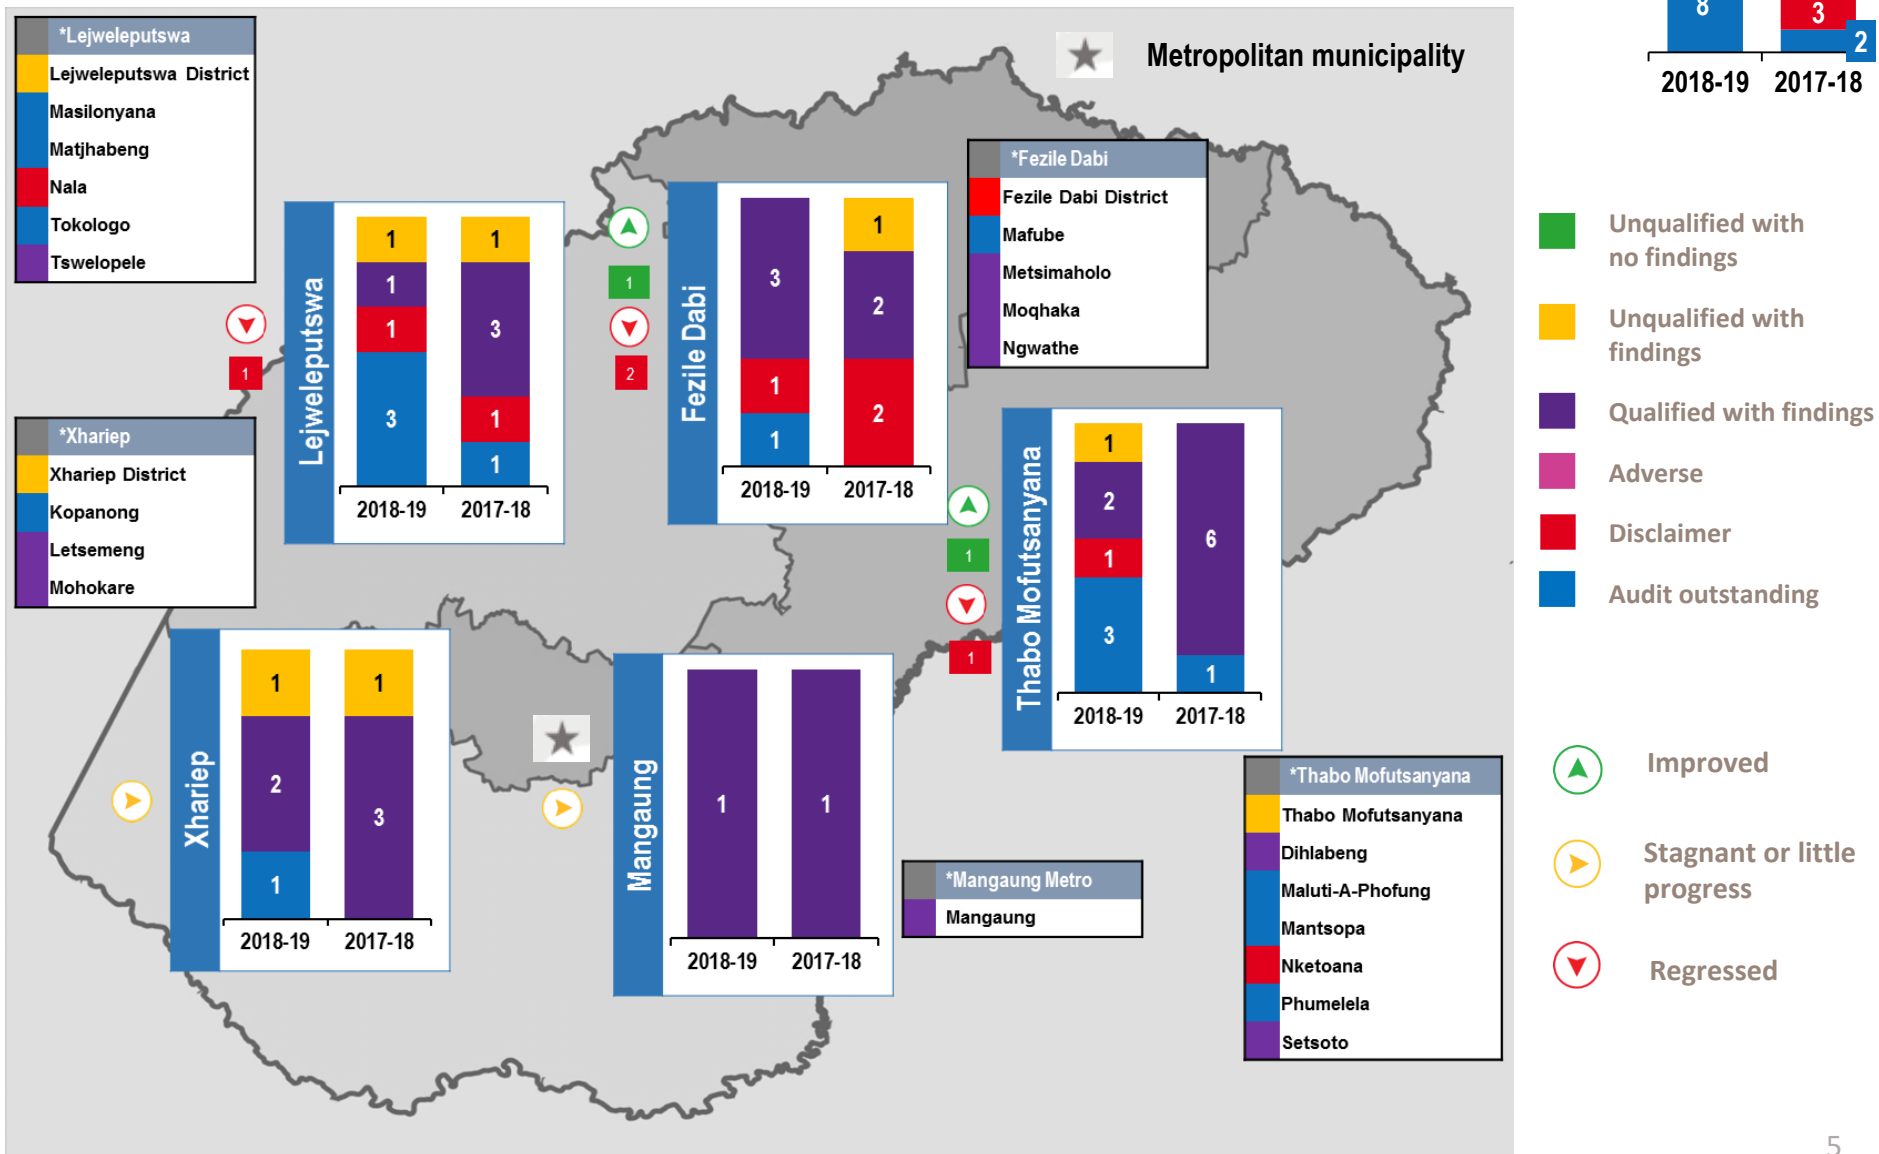 *Lejweleputswa
Lejweleputswa District
Masilonyana
Matjhabeng
Nala
Tokologo
Tswelopele
Metropolitan municipality
8
3
2
2018-19
2017-18
*Fezile Dabi
Fezile Dabi District
Mafube
Metsimaholo
Moqhaka
Ngwathe
Lejweleputswa
1
1
1
3
1
3
1
1
2018-19
2017-18
1
1
2
Fezile Dabi
3
1
1
1
2
2
2018-19
2017-18
*Xhariep
Xhariep District
Kopanong
Letsemeng
Mohokare
1
1
Thabo Mofutsanyana
1
2
1
3
6
1
2018-19
2017-18
Xhariep
1
2
1
1
3
2018-19
2017-18
Mangaung
1
1
2018-19
2017-18
*Mangaung Metro
Mangaung
*Thabo Mofutsanyana
Thabo Mofutsanyana
Dihlabeng
Maluti-A-Phofung
Mantsopa
Nketoana
Phumelela
Setsoto
Unqualified with
no findings
Unqualified with
findings
Qualified with findings
Adverse
Disclaimer
Audit outstanding
Improved
Stagnant or little
progress
Regressed
5